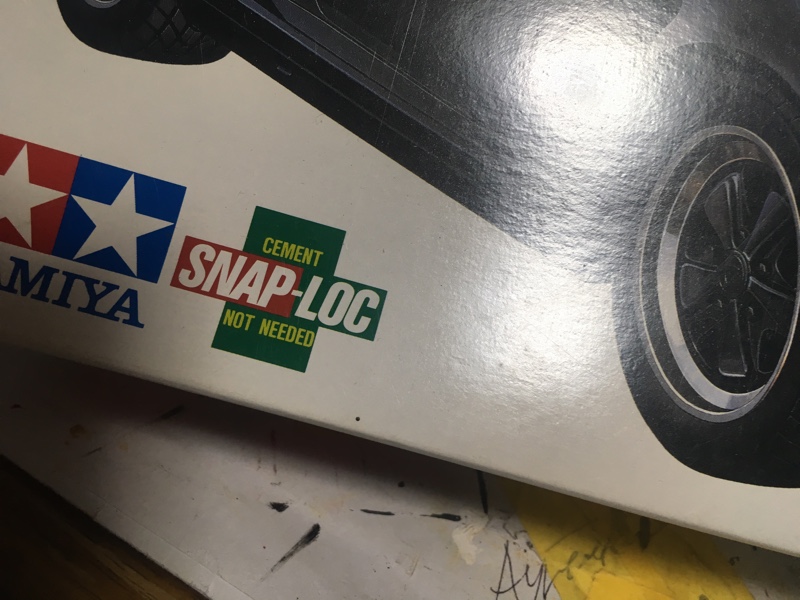 AMIYA
CEMENT
SNAP-LOC
NOT NEEDED